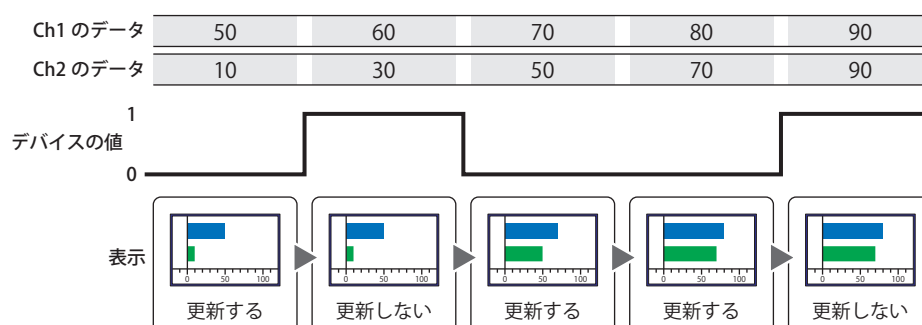 Ch1 のデータ 50 60 70 80 90
Ch2 のデータ 10 30 50 70 90
1
デバイスの値
0
表示
0 50 100 0 50 100 0 50 100 0 50 100 0 50 100
更新する 更新しない 更新する 更新する 更新しない